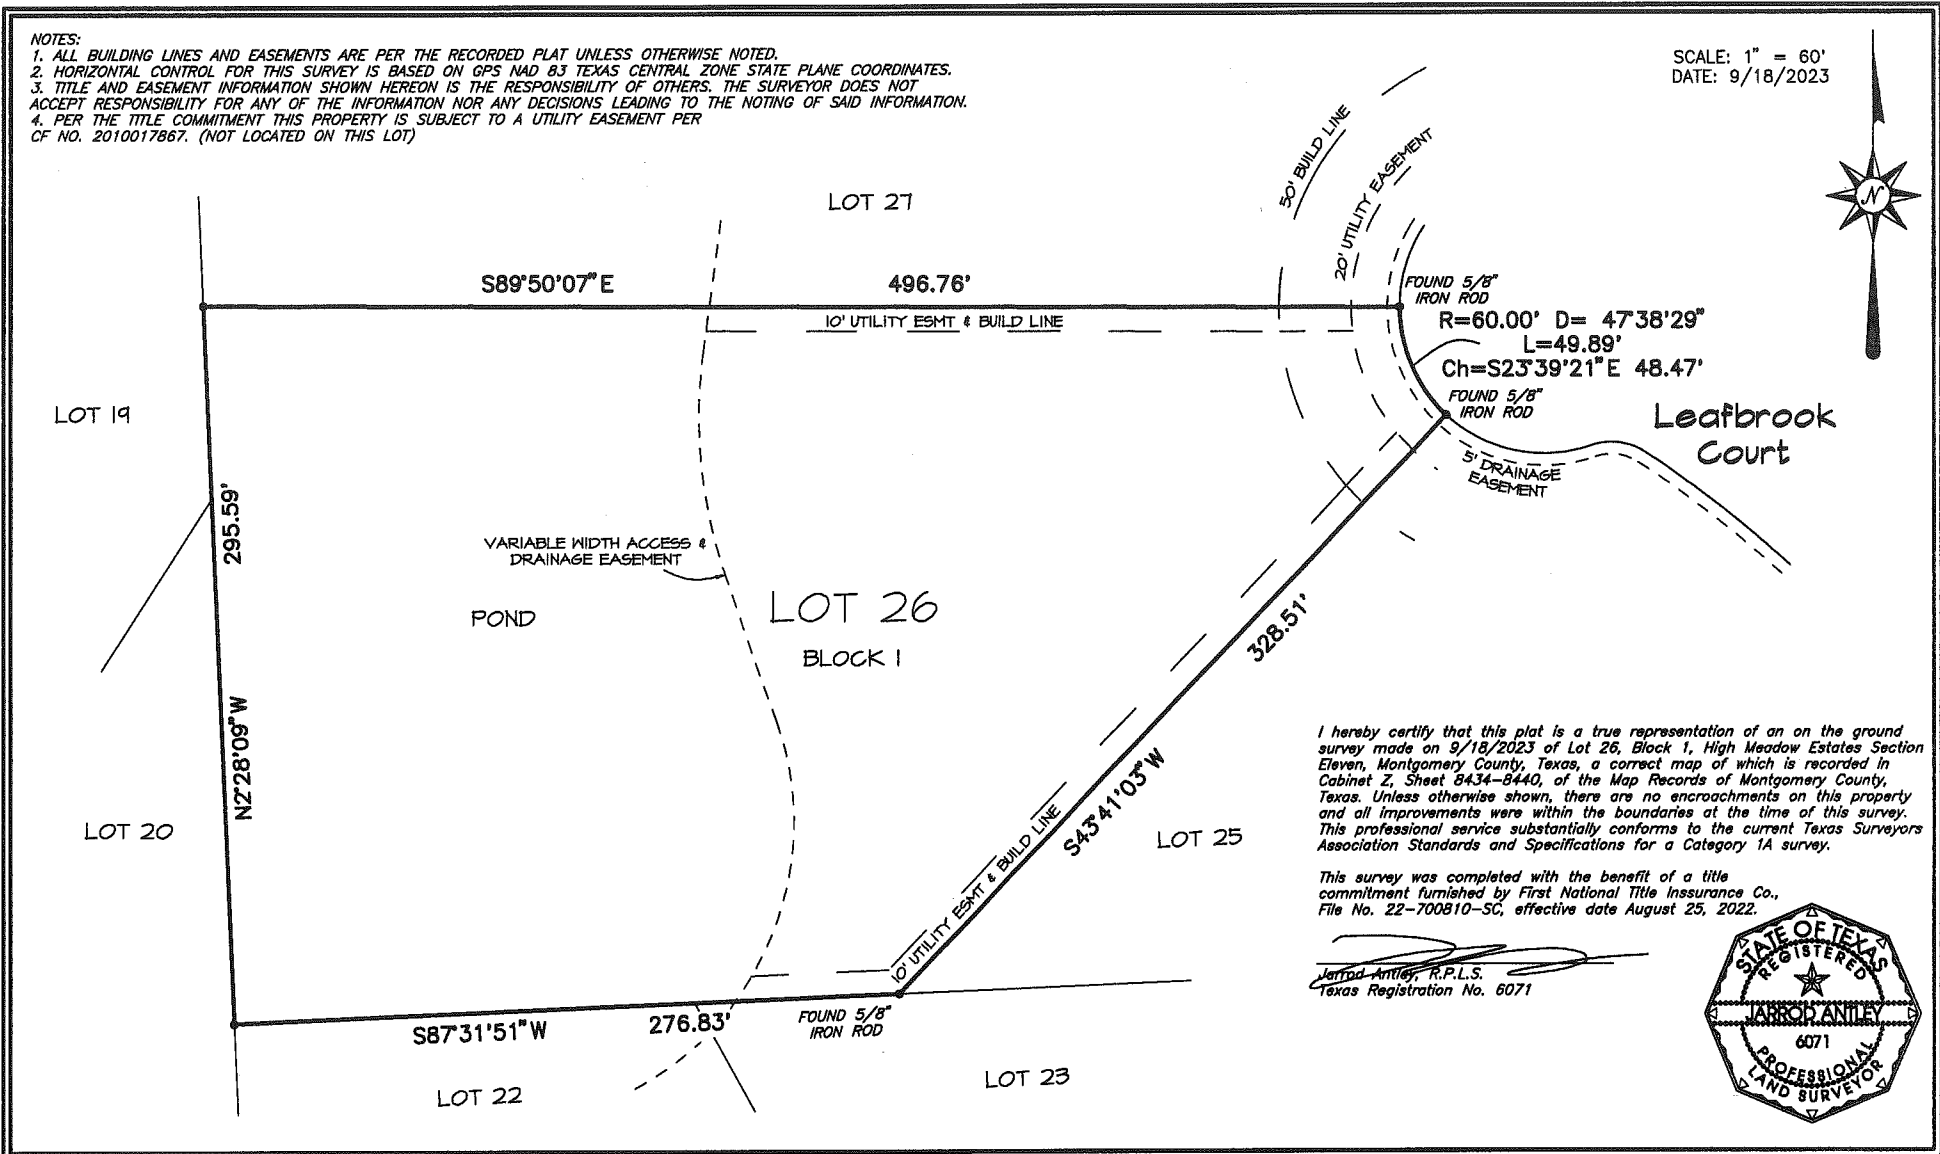 NOTES:
1. ALL BUILDING LINES AND EASEMENTS ARE PER THE RECORDED PLAT UNLESS OTHERWISE NOTED.
2. HORIZONTAL CONTROL FOR THIS SURVEY IS BASED ON GPS NAD 83 TEXAS CENTRAL ZONE STATE PLANE COORDINATES.
3. TITLE AND EASEMENT INFORMATION SHOWN HEREON IS THE RESPONSIBILITY OF OTHERS. THE SURVEYOR DOES NOT
ACCEPT RESPONSIBILITY FOR ANY OF THE INFORMATION NOR ANY DECISIONS LEADING TO THE NOTING OF SAID INFORMATION.
4. PER THE TITLE COMMITMENT THIS PROPERTY IS SUBJECT TO A UTILITY EASEMENT PER
CF NO. 2010017867. (NOT LOCATED ON THIS LOT)
SCALE: 1" = 60'
DATE: 9/18/2023
N
50' BUILD LINE
20' UTILITY EASEMENT
LOT 27
S89°50'07"E 496.76'
10' UTILITY ESMT & BUILD LINE
FOUND 5/8"
IRON ROD
R=60.00' D= 47°38'29"
L=49.89'
Ch=S23°39'21"E 48.47'
FOUND 5/8"
IRON ROD
Leafbrook
Court
5' DRAINAGE
EASEMENT
LOT 19
295.59'
N2°28'09"W
VARIABLE WIDTH ACCESS &
DRAINAGE EASEMENT
POND
LOT 26
BLOCK 1
328.51'
S43°41'03"W
10' UTILITY ESMT & BUILD LINE
LOT 20
LOT 25
S87°31'51"W 276.83'
FOUND 5/8"
IRON ROD
LOT 22
LOT 23
I hereby certify that this plat is a true representation of an on the ground
survey made on 9/18/2023 of Lot 26, Block 1, High Meadow Estates Section
Eleven, Montgomery County, Texas, a correct map of which is recorded in
Cabinet Z, Sheet 8434-8440, of the Map Records of Montgomery County,
Texas. Unless otherwise shown, there are no encroachments on this property
and all improvements were within the boundaries at the time of this survey.
This professional service substantially conforms to the current Texas Surveyors
Association Standards and Specifications for a Category 1A survey.
This survey was completed with the benefit of a title
commitment furnished by First National Title Inssurance Co.,
File No. 22-700810-SC, effective date August 25, 2022.
Jarrod Antley, R.P.L.S.
Texas Registration No. 6071
STATE OF TEXAS
REGISTERED
JARROD ANTLEY
6071
PROFESSIONAL
LAND SURVEYOR